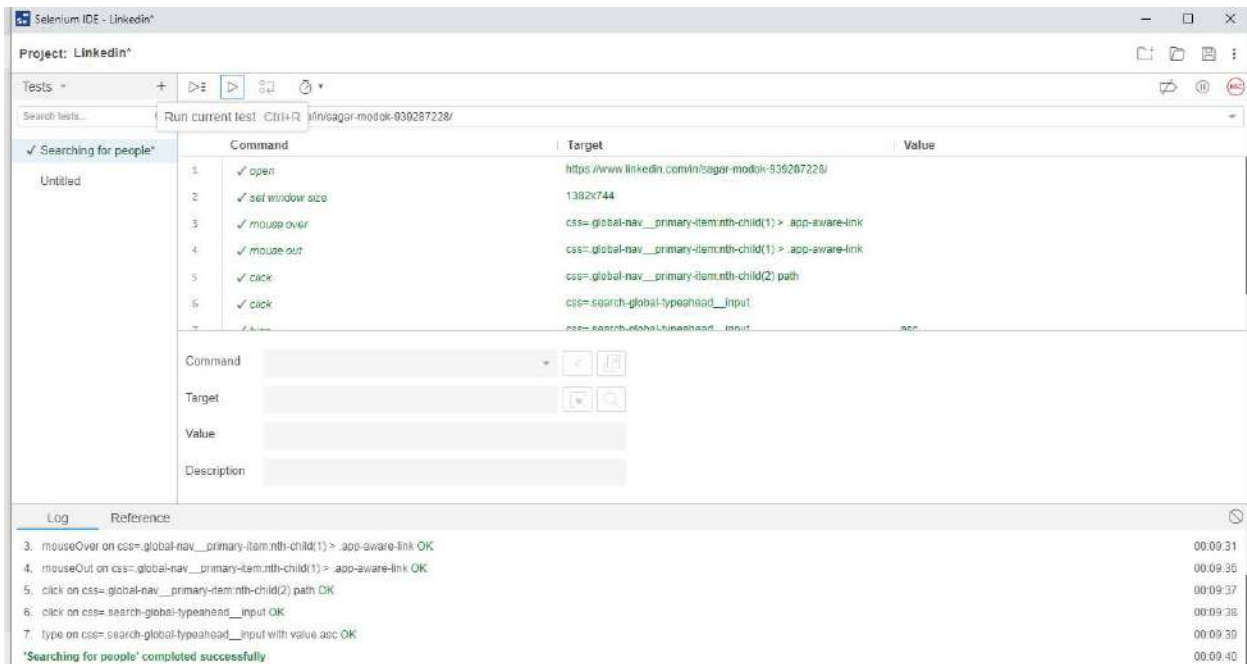 Selenium IDE - Linkedin*
Project: Linkedin*
Tests +
Search tests...
Run current test Ctrl+R /in/sagar-modok-939287228/
✓ Searching for people*
Untitled
Command Target Value
1 ✓ open https://www.linkedin.com/in/sagar-modok-939287228/
2 ✓ set window size 1382x744
3 ✓ mouse over css=.global-nav__primary-item:nth-child(1) > .app-aware-link
4 ✓ mouse out css=.global-nav__primary-item:nth-child(1) > .app-aware-link
5 ✓ click css=.global-nav__primary-item:nth-child(2) path
6 ✓ click css=.search-global-typeahead__input
7 ✓ type css=.search-global-typeahead__input asc
Command
Target
Value
Description
Log Reference
3. mouseOver on css=.global-nav__primary-item:nth-child(1) > .app-aware-link OK 00:09:31
4. mouseOut on css=.global-nav__primary-item:nth-child(1) > .app-aware-link OK 00:09:36
5. click on css=.global-nav__primary-item:nth-child(2) path OK 00:09:37
6. click on css=.search-global-typeahead__input OK 00:09:38
7. type on css=.search-global-typeahead__input with value asc OK 00:09:39
'Searching for people' completed successfully 00:09:40